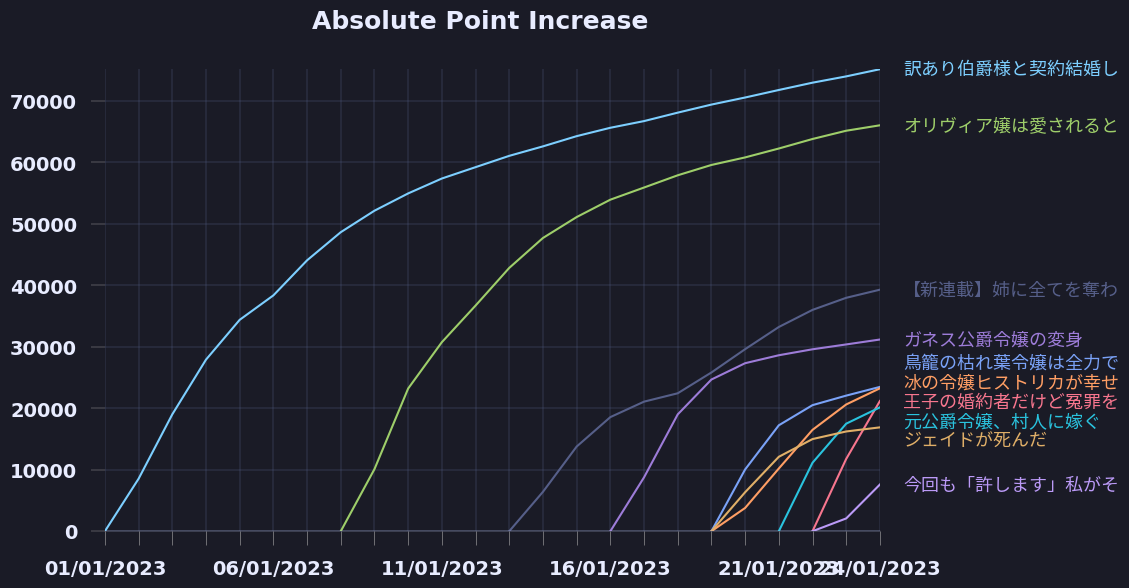 Absolute Point Increase
70000
60000
50000
40000
30000
20000
10000
0
訳あり伯爵様と契約結婚し
オリヴィア嬢は愛されると
【新連載】姉に全てを奪わ
ガネス公爵令嬢の変身
鳥籠の枯れ葉令嬢は全力で
氷の令嬢ヒストリカが幸せ
王子の婚約者だけど冤罪を
元公爵令嬢、村人に嫁ぐ
ジェイドが死んだ
今回も「許します」私がそ
01/01/2023 06/01/2023 11/01/2023 16/01/2023 21/01/2023 24/01/2023